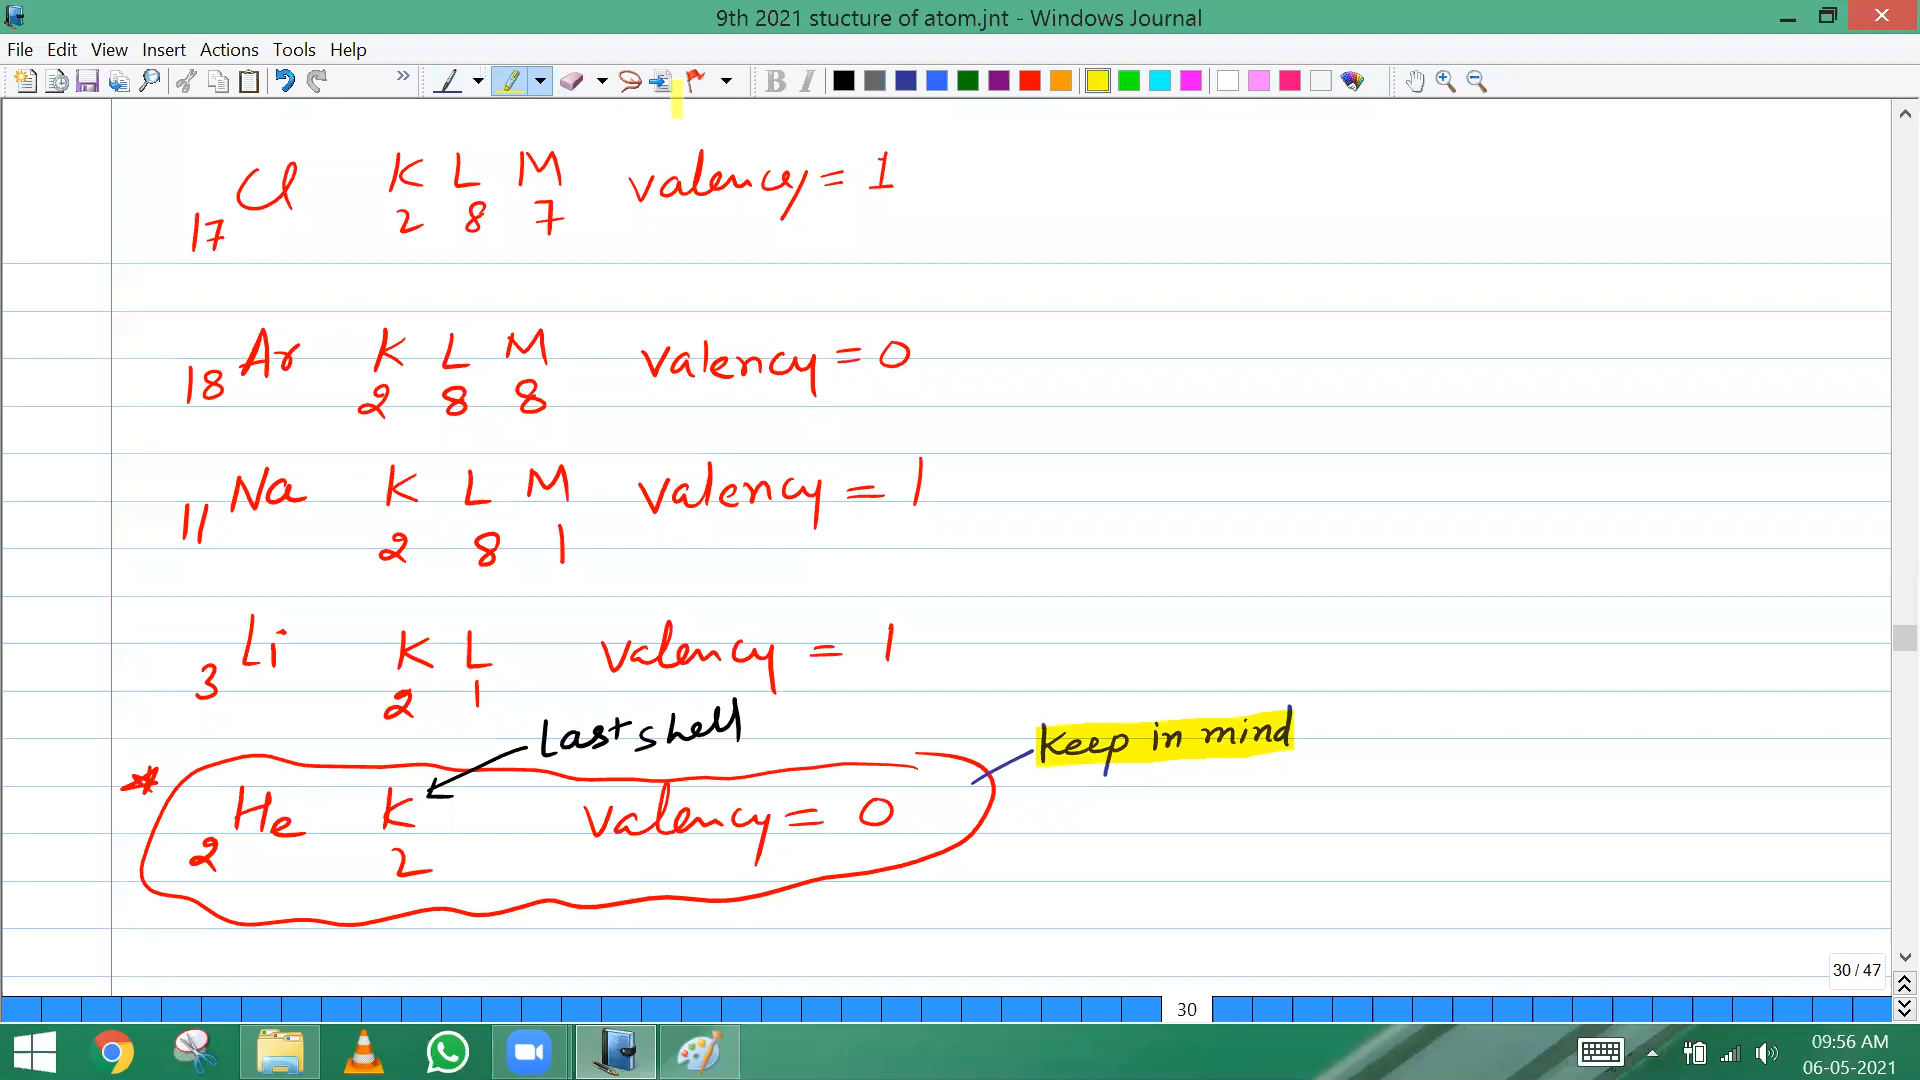 9th 2021 stucture of atom.jnt - Windows Journal
File Edit View Insert Actions Tools Help
B I
17 Cl K L M valency = 1
2 8 7
18 Ar K L M valency = 0
2 8 8
11 Na K L M valency = 1
2 8 1
3 Li K L valency = 1
2 1
Last shell
Keep in mind
2 He K valency = 0
2
30 / 47
30
09:56 AM
06-05-2021